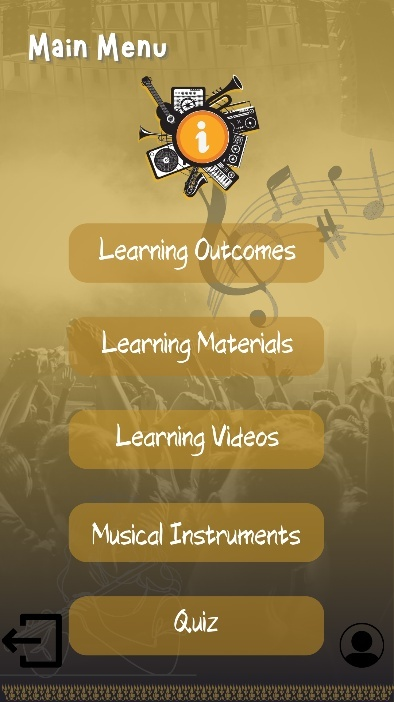 Main Menu
i
Learning Outcomes
Learning Materials
Learning Videos
Musical Instruments
Quiz